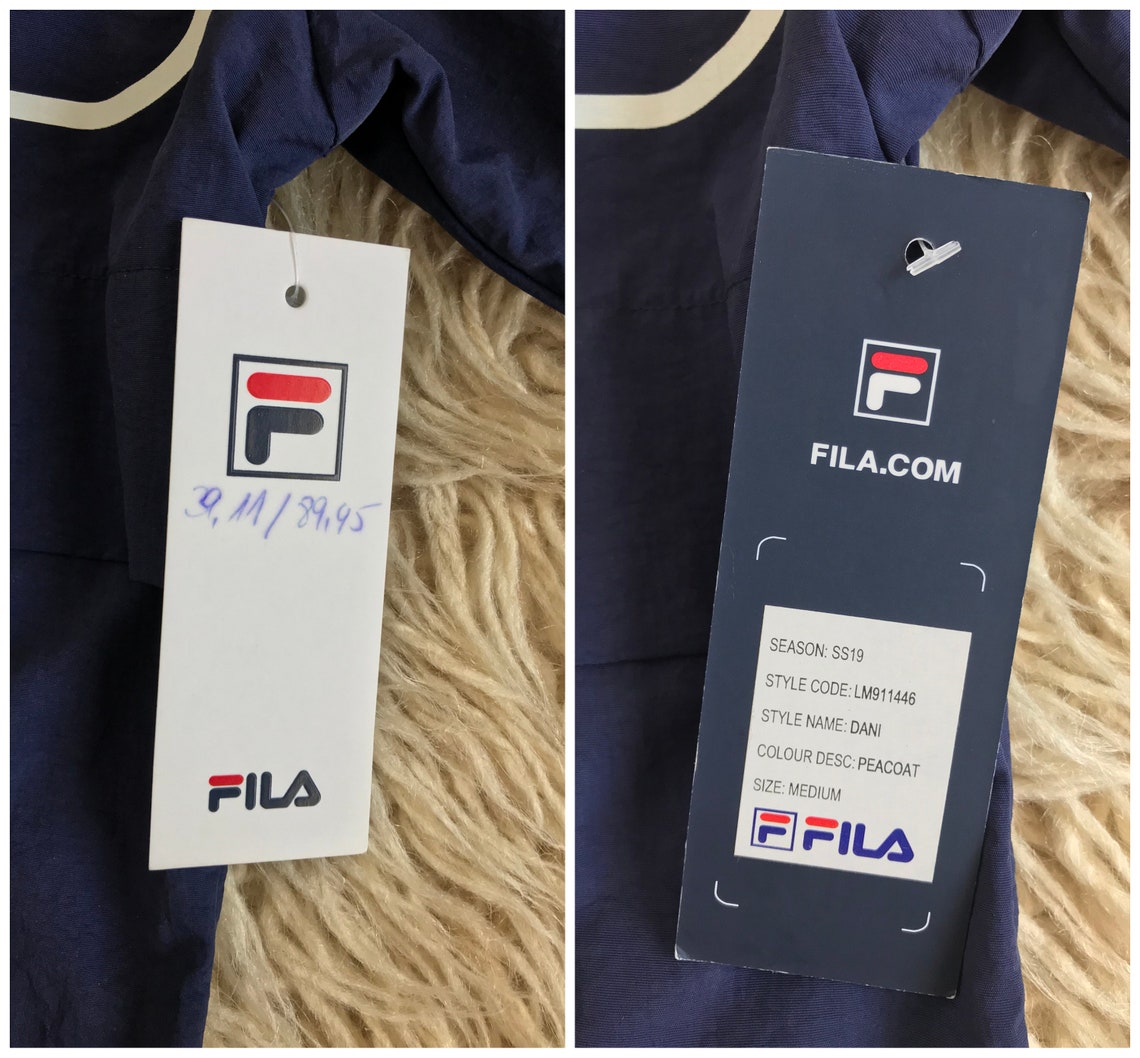 39,11/89,95
FILA
FILA.COM
SEASON: SS19
STYLE CODE: LM911446
STYLE NAME: DANI
COLOUR DESC: PEACOAT
SIZE: MEDIUM
FILA